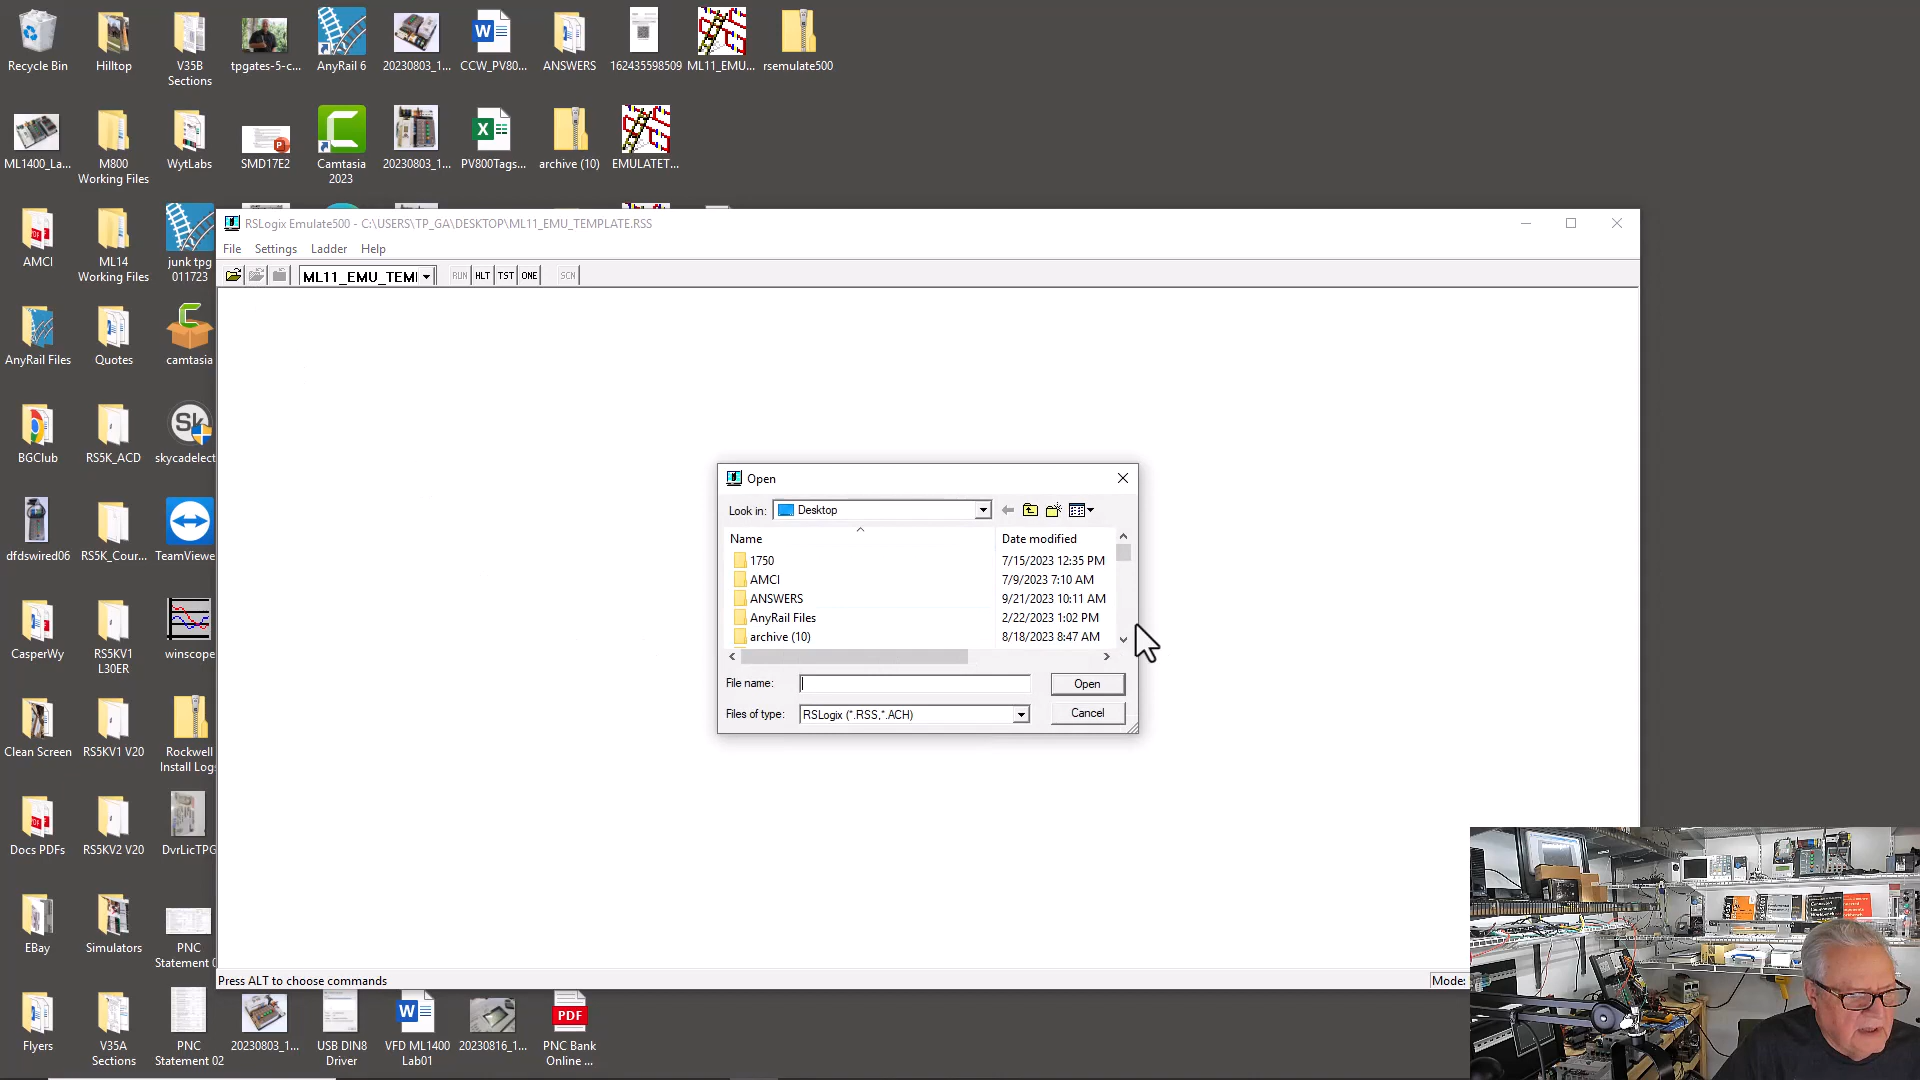 Recycle Bin
Hilltop
V35B
Sections
tpgates-5-c...
AnyRail 6
20230803_1...
CCW_PV80...
ANSWERS
162435598509
ML11_EMU...
rsemulate500
ML1400_La...
M800
Working Files
WytLabs
SMD17E2
Camtasia
2023
20230803_1...
PV800Tags...
archive (10)
EMULATET...
AMCI
ML14
Working Files
junk tpg
011723
RSLogix Emulate500 - C:\USERS\TP_GA\DESKTOP\ML11_EMU_TEMPLATE.RSS
File
Settings
Ladder
Help
ML11_EMU_TEM
RUN
HLT
TST
ONE
SCN
AnyRail Files
Quotes
camtasia
BGClub
RS5K_ACD
Sk
skycadelect
dfdswired06
RS5K_Cour...
TeamViewe
CasperWy
RS5KV1
L30ER
winscope
Clean Screen
RS5KV1 V20
Rockwell
Install Log
Docs PDFs
RS5KV2 V20
DvrLicTPG
EBay
Simulators
PNC
Statement
Open
Look in:
Desktop
Name
Date modified
1750
7/15/2023 12:35 PM
AMCI
7/9/2023 7:10 AM
ANSWERS
9/21/2023 10:11 AM
AnyRail Files
2/22/2023 1:02 PM
archive (10)
8/18/2023 8:47 AM
File name:
Open
Files of type:
RSLogix (*.RSS,*.ACH)
Cancel
Press ALT to choose commands
Mode:
Flyers
V35A
Sections
PNC
Statement 02
20230803_1...
USB DIN8
Driver
VFD ML1400
Lab01
20230816_1...
PDF
PNC Bank
Online ...